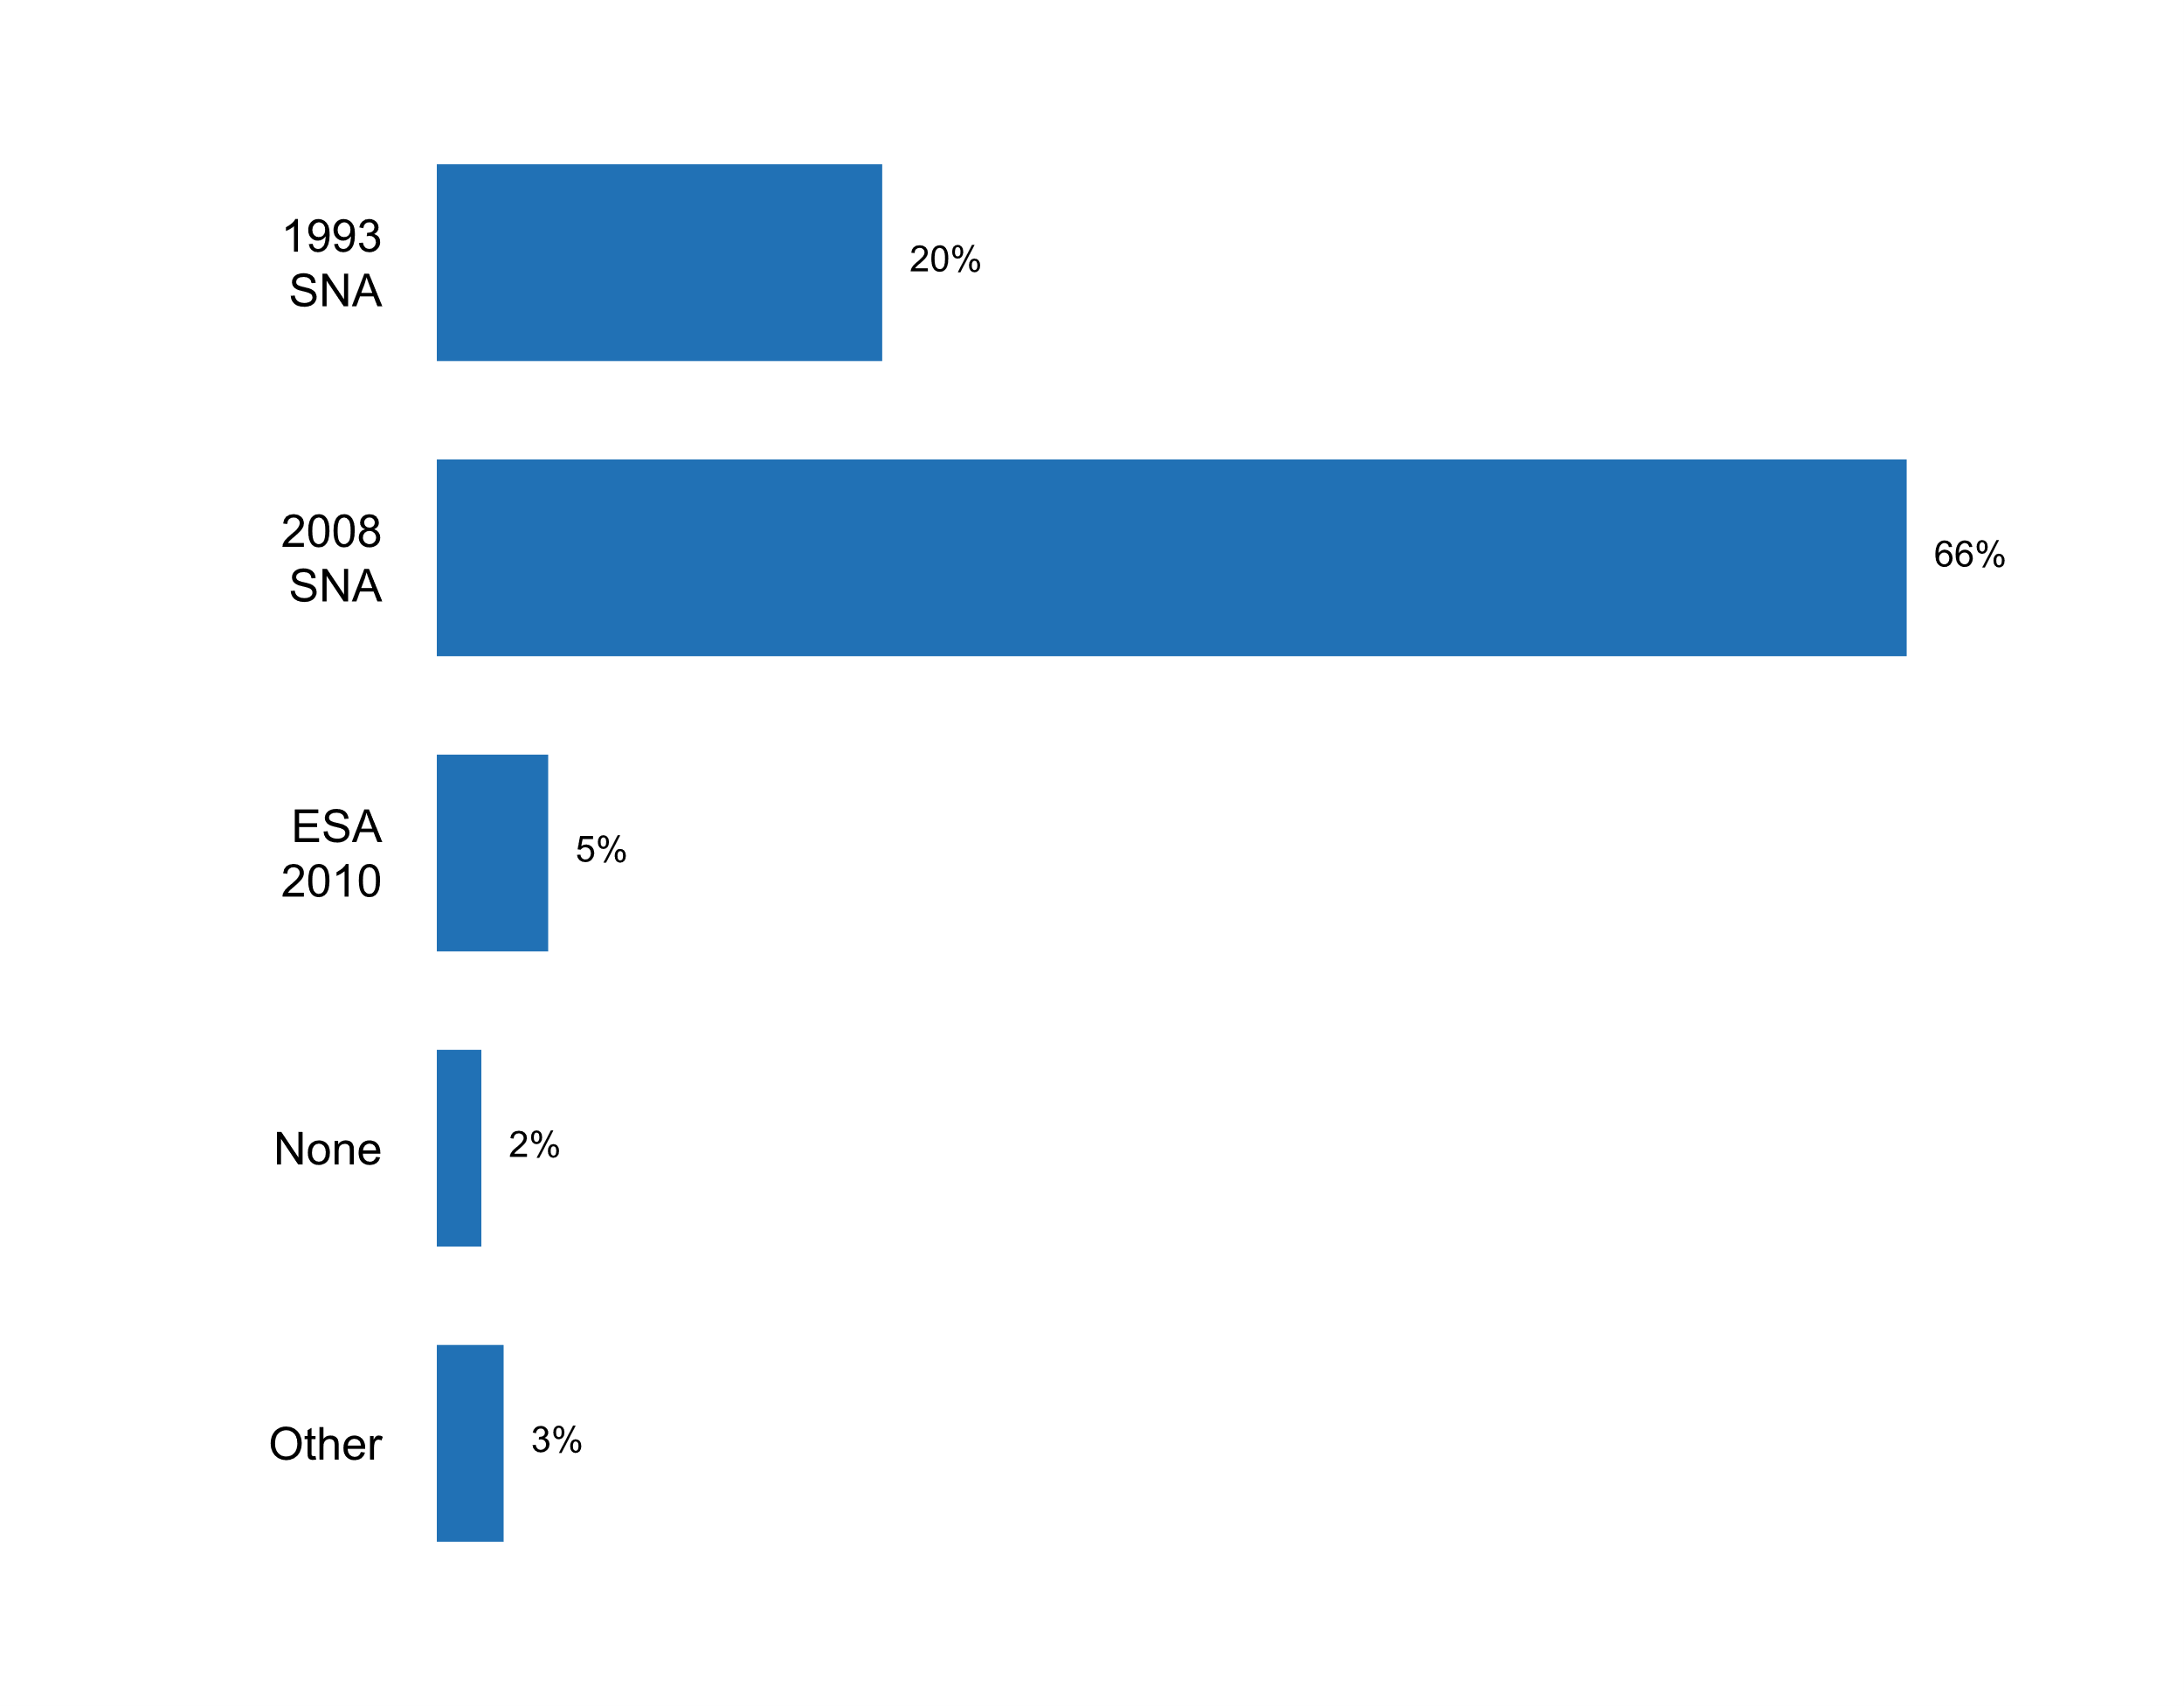 1993
SNA
20%
2008
SNA
66%
ESA
2010
5%
None
2%
Other
3%